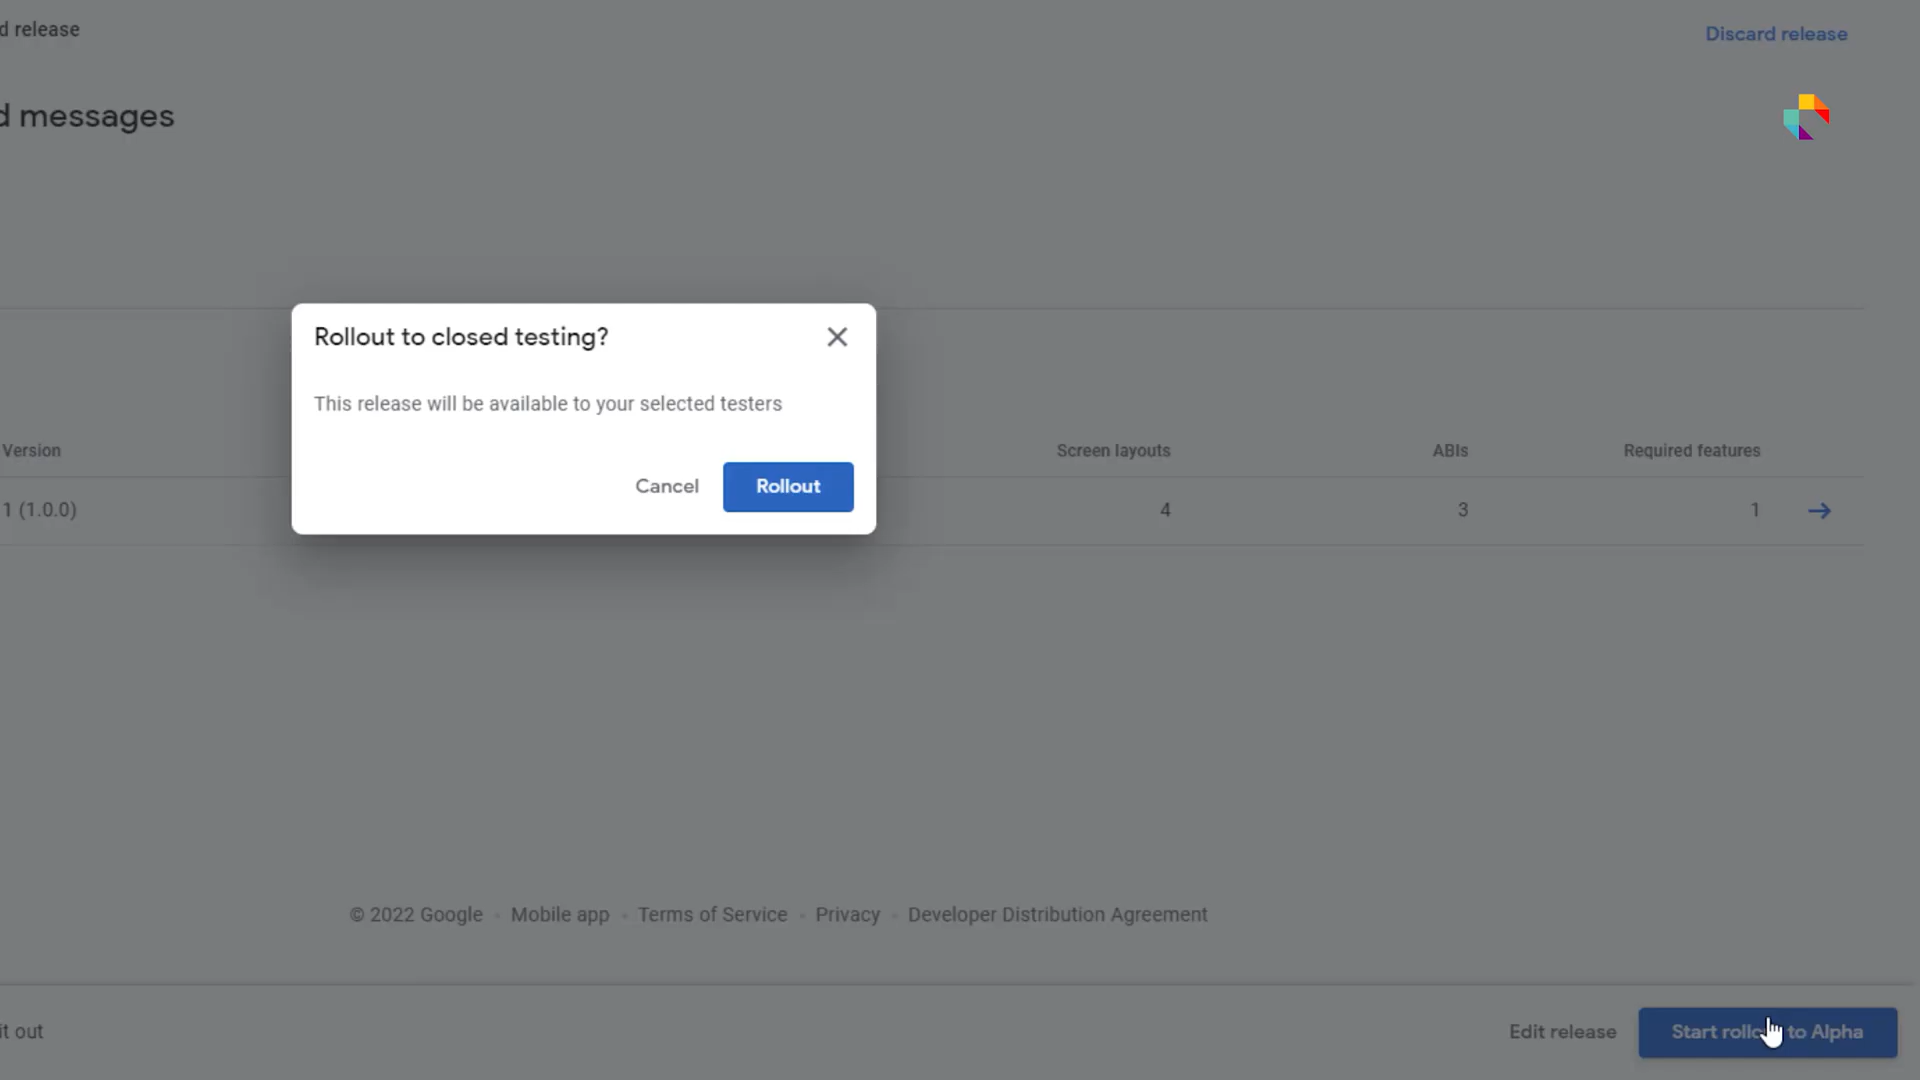 d release
Discard release
d messages
Rollout to closed testing?
This release will be available to your selected testers
Cancel
Rollout
Version
Screen layouts
ABIs
Required features
1 (1.0.0)
4
3
1
© 2022 Google
Mobile app
Terms of Service
Privacy
Developer Distribution Agreement
it out
Edit release
Start rollo to Alpha